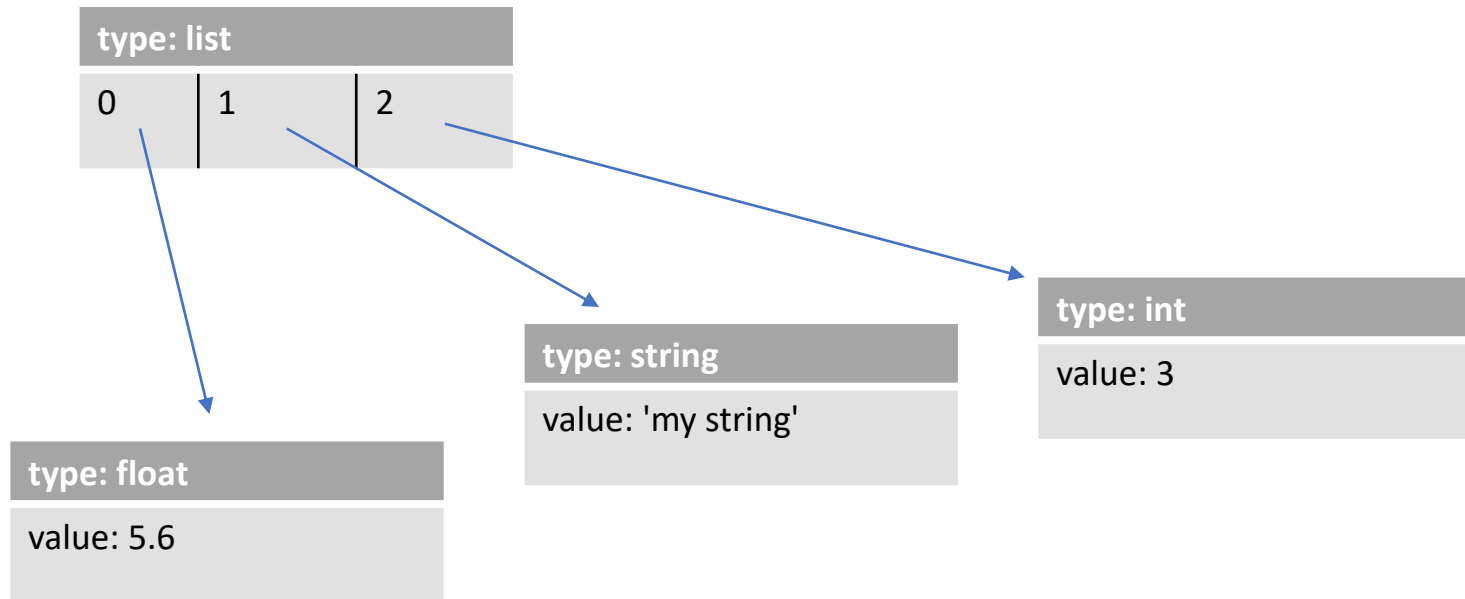 type: list
0 1 2
type: int
value: 3
type: string
value: 'my string'
type: float
value: 5.6